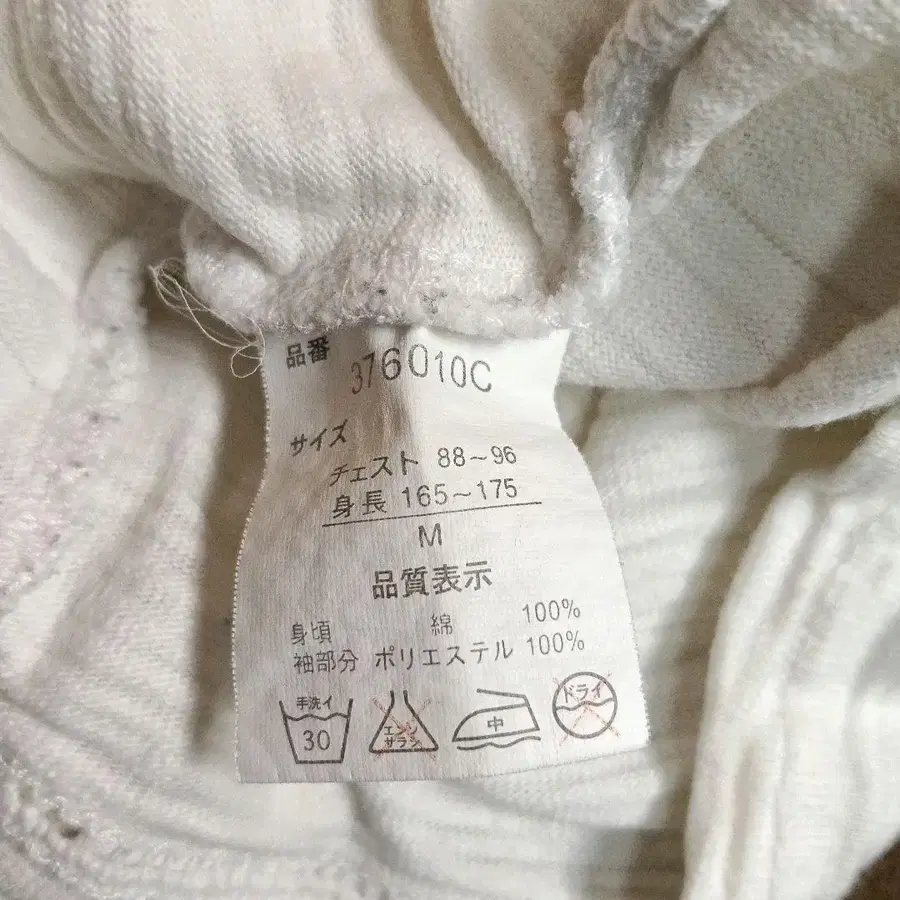 品番 376010C
サイズ
チェスト 88～96
身長 165～175
M
品質表示
身頃 綿 100%
袖部分 ポリエステル 100%
手洗イ 30
エンソ サラシ
中
ドライ